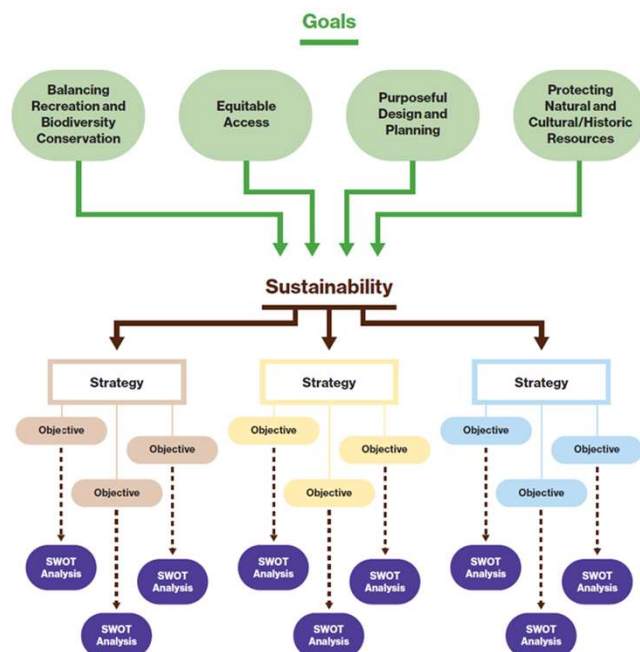 Goals
Balancing
Recreation and
Biodiversity
Conservation
Equitable
Access
Purposeful
Design and
Planning
Protecting
Natural and
Cultural/Historic
Resources
Sustainability
Strategy
Strategy
Strategy
Objective
Objective
Objective
Objective
Objective
Objective
Objective
Objective
Objective
SWOT
Analysis
SWOT
Analysis
SWOT
Analysis
SWOT
Analysis
SWOT
Analysis
SWOT
Analysis
SWOT
Analysis
SWOT
Analysis
SWOT
Analysis